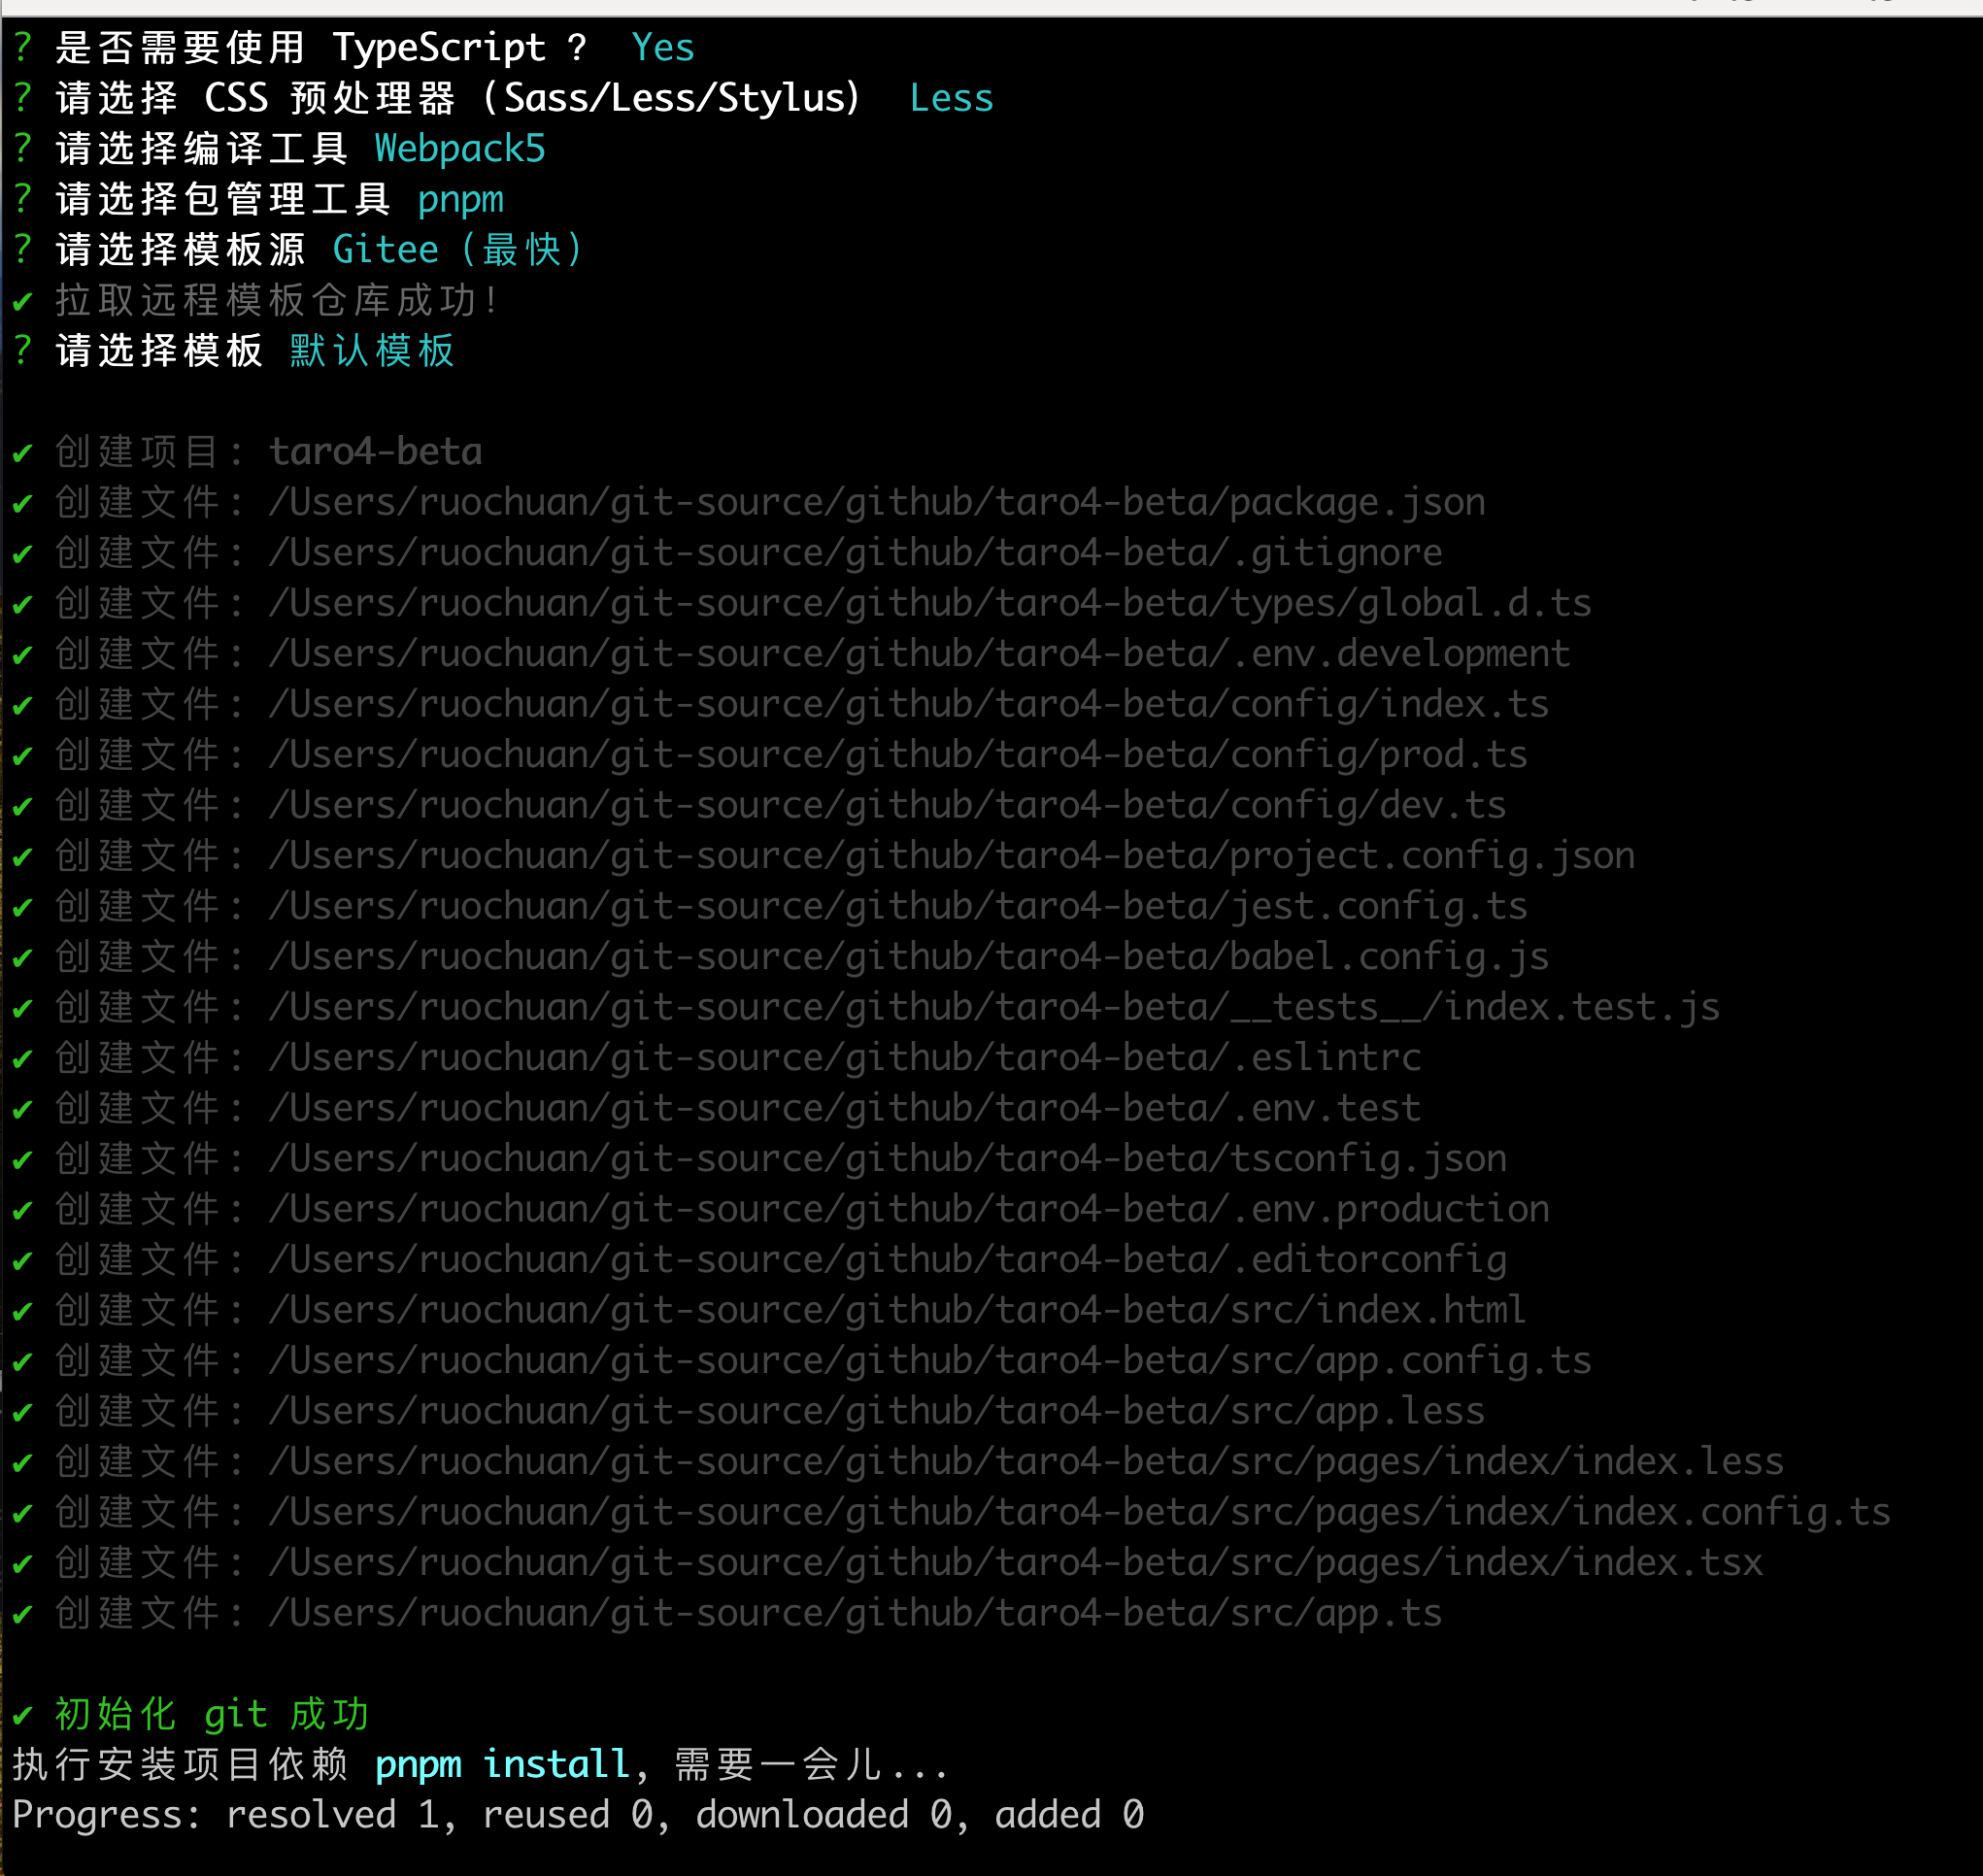 ? 是否需要使用 TypeScript ? Yes
? 请选择 CSS 预处理器（Sass/Less/Stylus） Less
? 请选择编译工具 Webpack5
? 请选择包管理工具 pnpm
? 请选择模板源 Gitee（最快）
✔ 拉取远程模板仓库成功！
? 请选择模板 默认模板
✔ 创建项目: taro4-beta
✔ 创建文件: /Users/ruochuan/git-source/github/taro4-beta/package.json
✔ 创建文件: /Users/ruochuan/git-source/github/taro4-beta/.gitignore
✔ 创建文件: /Users/ruochuan/git-source/github/taro4-beta/types/global.d.ts
✔ 创建文件: /Users/ruochuan/git-source/github/taro4-beta/.env.development
✔ 创建文件: /Users/ruochuan/git-source/github/taro4-beta/config/index.ts
✔ 创建文件: /Users/ruochuan/git-source/github/taro4-beta/config/prod.ts
✔ 创建文件: /Users/ruochuan/git-source/github/taro4-beta/config/dev.ts
✔ 创建文件: /Users/ruochuan/git-source/github/taro4-beta/project.config.json
✔ 创建文件: /Users/ruochuan/git-source/github/taro4-beta/jest.config.ts
✔ 创建文件: /Users/ruochuan/git-source/github/taro4-beta/babel.config.js
✔ 创建文件: /Users/ruochuan/git-source/github/taro4-beta/__tests__/index.test.js
✔ 创建文件: /Users/ruochuan/git-source/github/taro4-beta/.eslintrc
✔ 创建文件: /Users/ruochuan/git-source/github/taro4-beta/.env.test
✔ 创建文件: /Users/ruochuan/git-source/github/taro4-beta/tsconfig.json
✔ 创建文件: /Users/ruochuan/git-source/github/taro4-beta/.env.production
✔ 创建文件: /Users/ruochuan/git-source/github/taro4-beta/.editorconfig
✔ 创建文件: /Users/ruochuan/git-source/github/taro4-beta/src/index.html
✔ 创建文件: /Users/ruochuan/git-source/github/taro4-beta/src/app.config.ts
✔ 创建文件: /Users/ruochuan/git-source/github/taro4-beta/src/app.less
✔ 创建文件: /Users/ruochuan/git-source/github/taro4-beta/src/pages/index/index.less
✔ 创建文件: /Users/ruochuan/git-source/github/taro4-beta/src/pages/index/index.config.ts
✔ 创建文件: /Users/ruochuan/git-source/github/taro4-beta/src/pages/index/index.tsx
✔ 创建文件: /Users/ruochuan/git-source/github/taro4-beta/src/app.ts
✔ 初始化 git 成功
执行安装项目依赖 pnpm install, 需要一会儿...
Progress: resolved 1, reused 0, downloaded 0, added 0